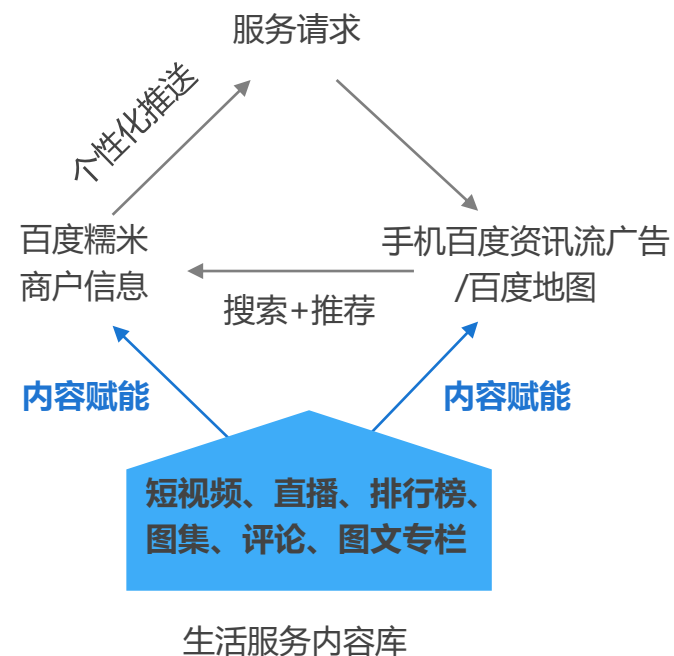 服务请求
个性化推送
百度糯米
商户信息
手机百度资讯流广告
/百度地图
搜索+推荐
内容赋能
内容赋能
短视频、直播、排行榜、
图集、评论、图文专栏
生活服务内容库